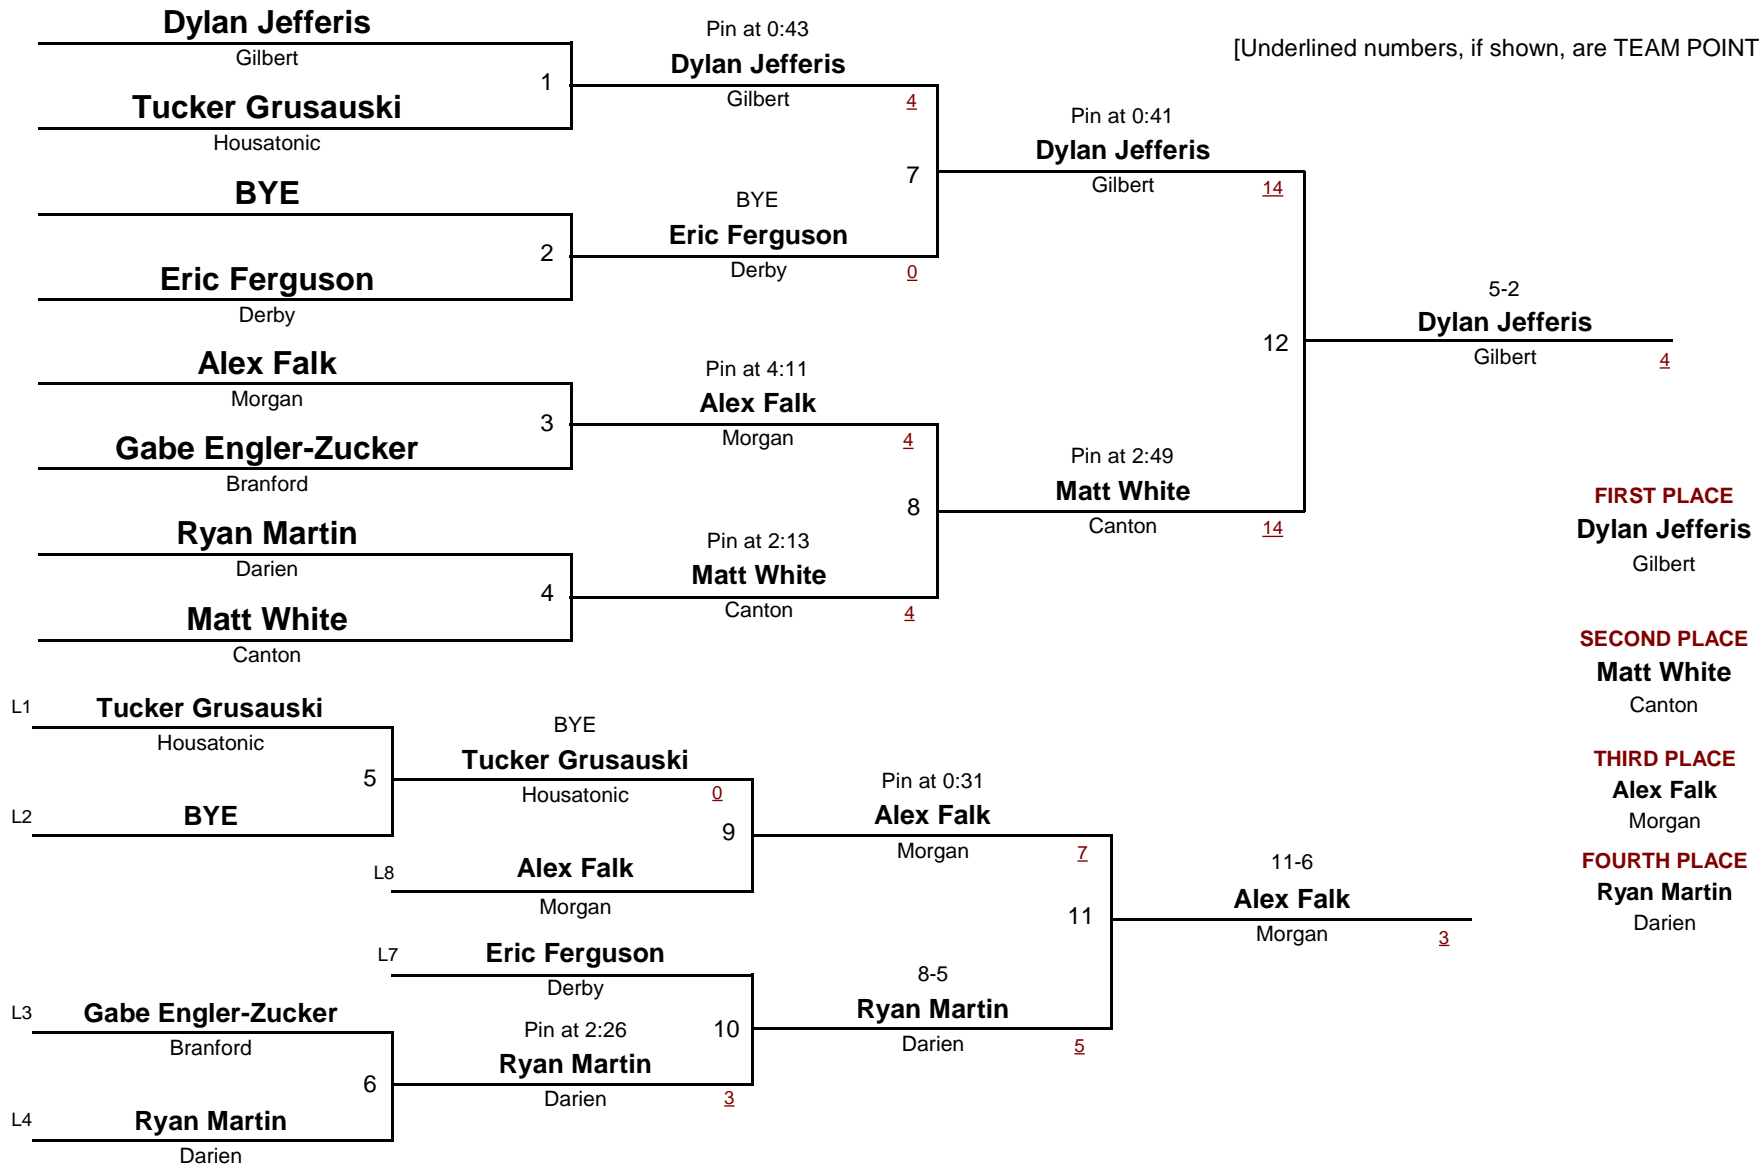 [Underlined numbers, if shown, are TEAM POINT
Dylan Jefferis
Gilbert
1
Tucker Grusauski
Housatonic
BYE
2
Eric Ferguson
Derby
Alex Falk
Morgan
3
Gabe Engler-Zucker
Branford
Ryan Martin
Darien
4
Matt White
Canton
Pin at 0:43
Dylan Jefferis
Gilbert
4
7
BYE
Eric Ferguson
Derby
0
Pin at 4:11
Alex Falk
Morgan
4
8
Pin at 2:13
Matt White
Canton
4
Pin at 0:41
Dylan Jefferis
Gilbert
14
12
Pin at 2:49
Matt White
Canton
14
5-2
Dylan Jefferis
Gilbert
4
FIRST PLACE
Dylan Jefferis
Gilbert
SECOND PLACE
Matt White
Canton
THIRD PLACE
Alex Falk
Morgan
FOURTH PLACE
Ryan Martin
Darien
L1
Tucker Grusauski
Housatonic
5
L2
BYE
L3
Gabe Engler-Zucker
Branford
6
L4
Ryan Martin
Darien
BYE
Tucker Grusauski
Housatonic
0
9
L8
Alex Falk
Morgan
L7
Eric Ferguson
Derby
10
Pin at 2:26
Ryan Martin
Darien
3
Pin at 0:31
Alex Falk
Morgan
7
11
8-5
Ryan Martin
Darien
5
11-6
Alex Falk
Morgan
3